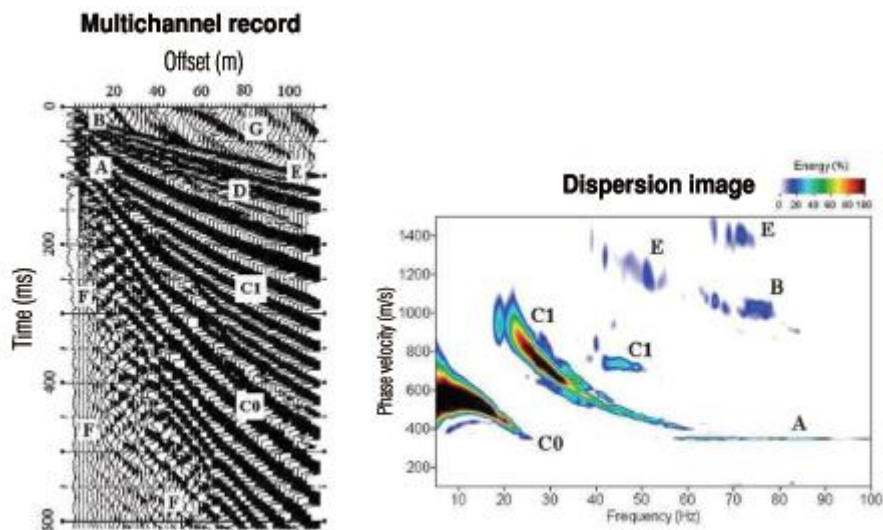 Multichannel record
Offset (m)
20 40 60 80 100
0
B
G
A
E
D
200
C1
F
Time (ms)
400
C0
F
F
Energy (%)
0 20 40 60 80 100
Dispersion image
1400
1200
1000
800
600
400
200
Phase velocity (m/s)
E
E
B
C1
C1
A
C0
10 20 30 40 50 60 70 80 90 100
Frequency (Hz)